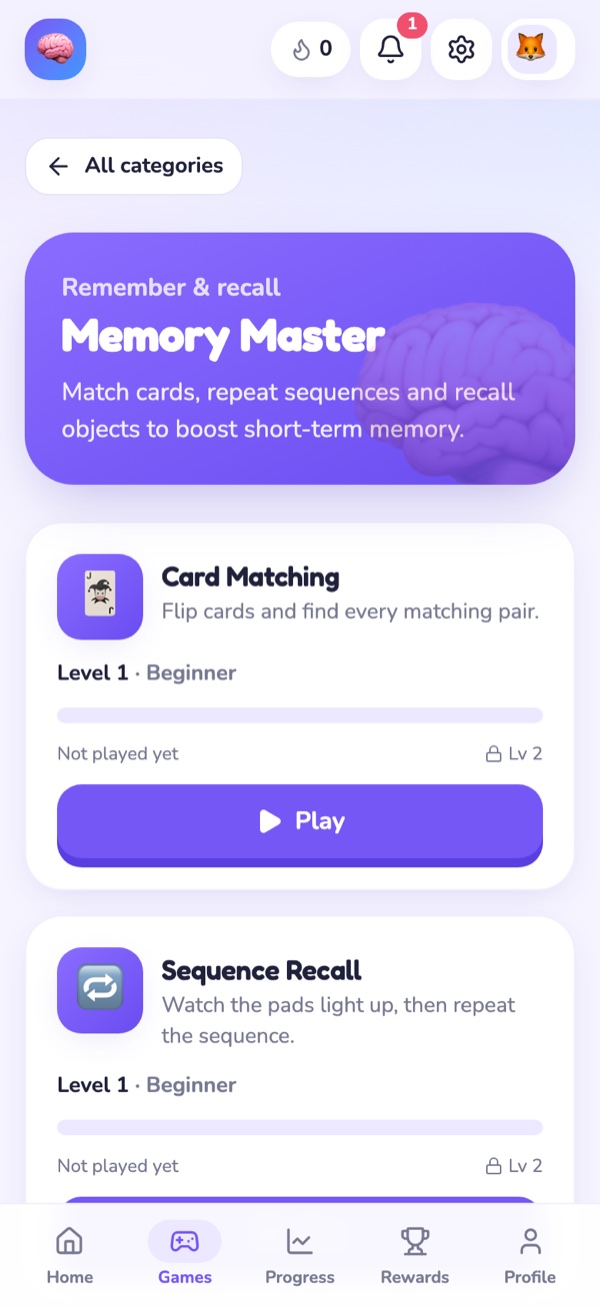 0
1
All categories
Remember & recall
Memory Master
Match cards, repeat sequences and recall
objects to boost short-term memory.
J
J
Card Matching
Flip cards and find every matching pair.
Level 1 · Beginner
Not played yet
Lv 2
Play
Sequence Recall
Watch the pads light up, then repeat
the sequence.
Level 1 · Beginner
Not played yet
Lv 2
Home
Games
Progress
Rewards
Profile